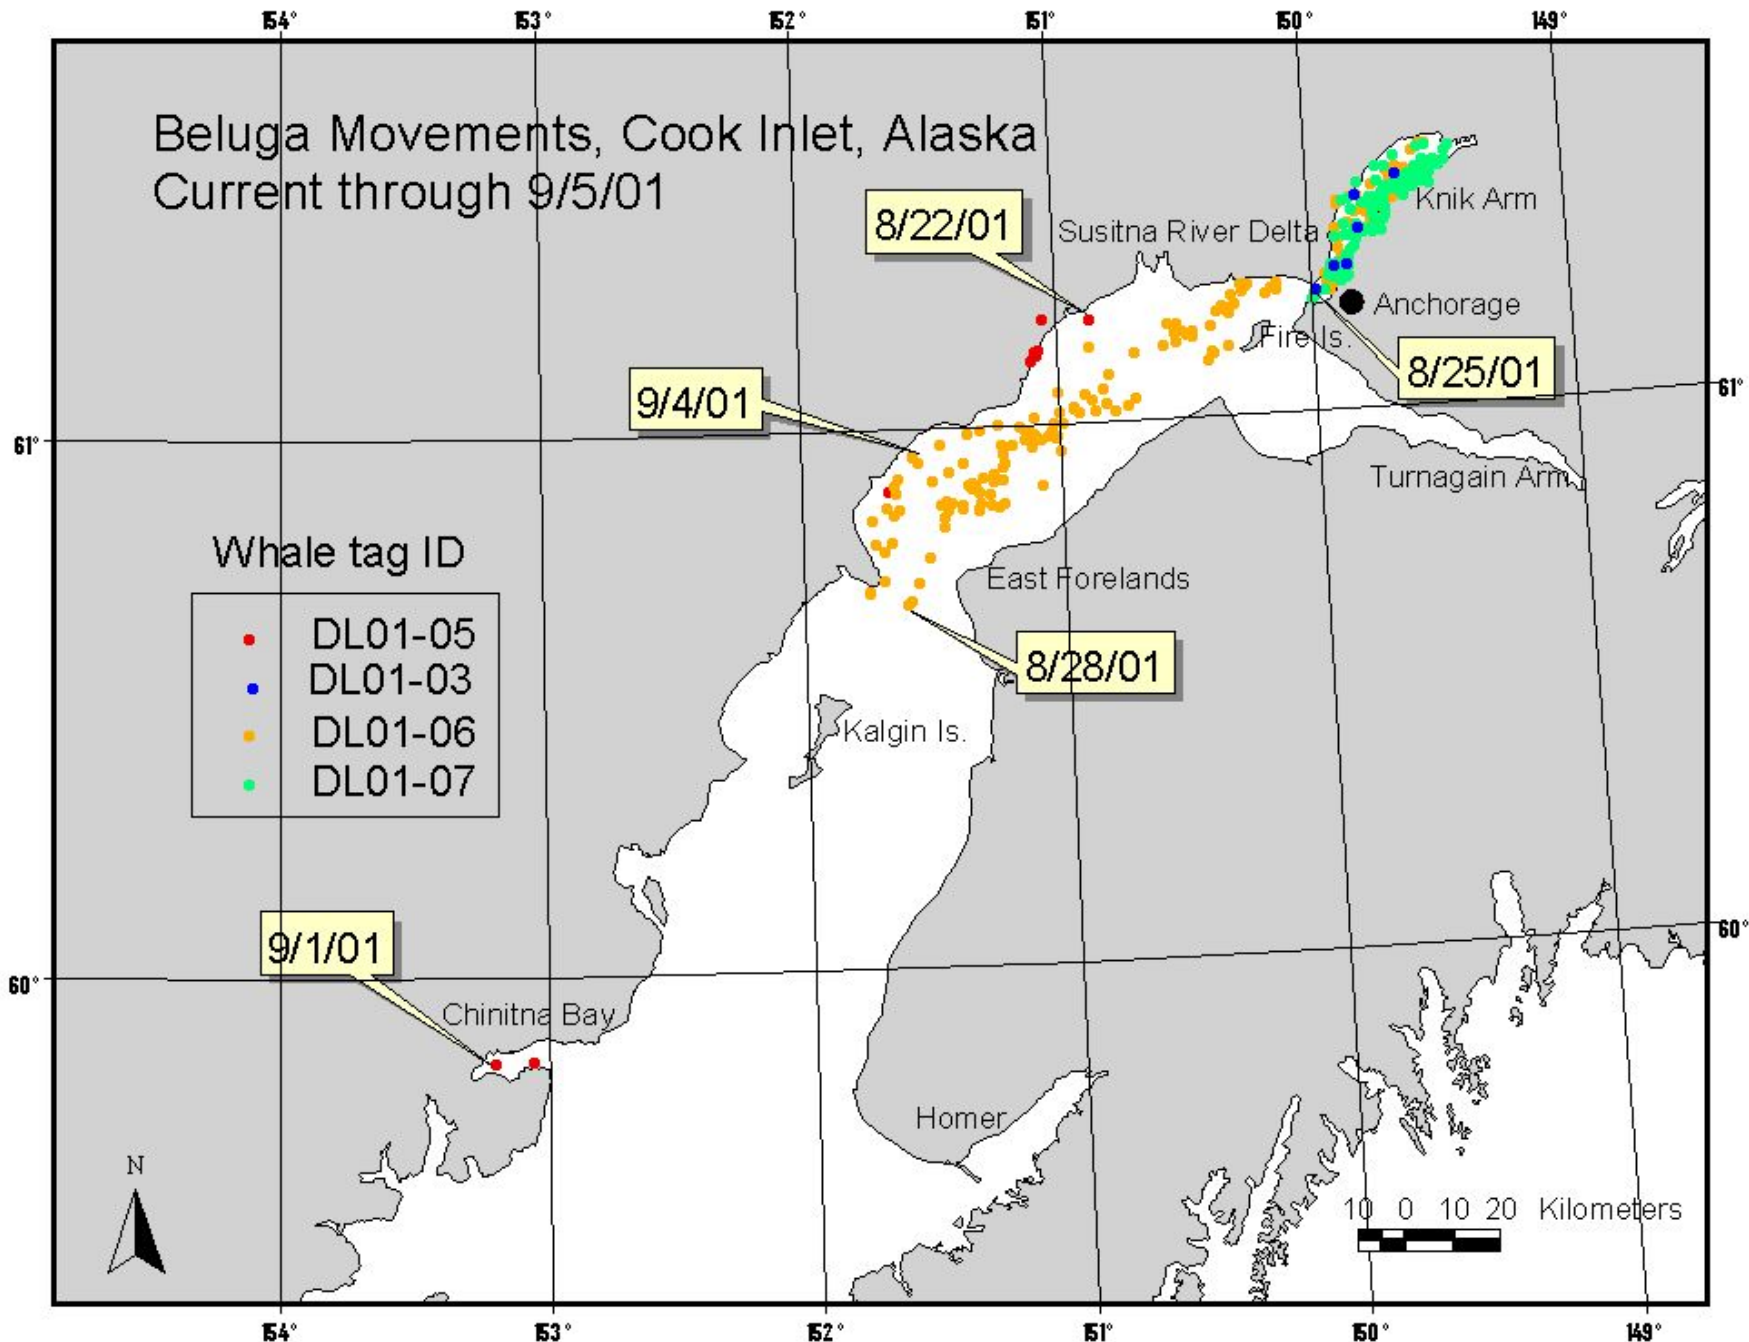 154° 153° 152° 151° 150° 149°
Beluga Movements, Cook Inlet, Alaska
Current through 9/5/01
8/22/01
Susitna River Delta
Knik Arm
Anchorage
Fire Is.
8/25/01
9/4/01
61°
61°
Turnagain Arm
Whale tag ID
DL01-05
DL01-03
DL01-06
DL01-07
East Forelands
8/28/01
Kalgin Is.
9/1/01
60°
60°
Chinitna Bay
Homer
N
10 0 10 20 Kilometers
154° 153° 152° 151° 150° 149°